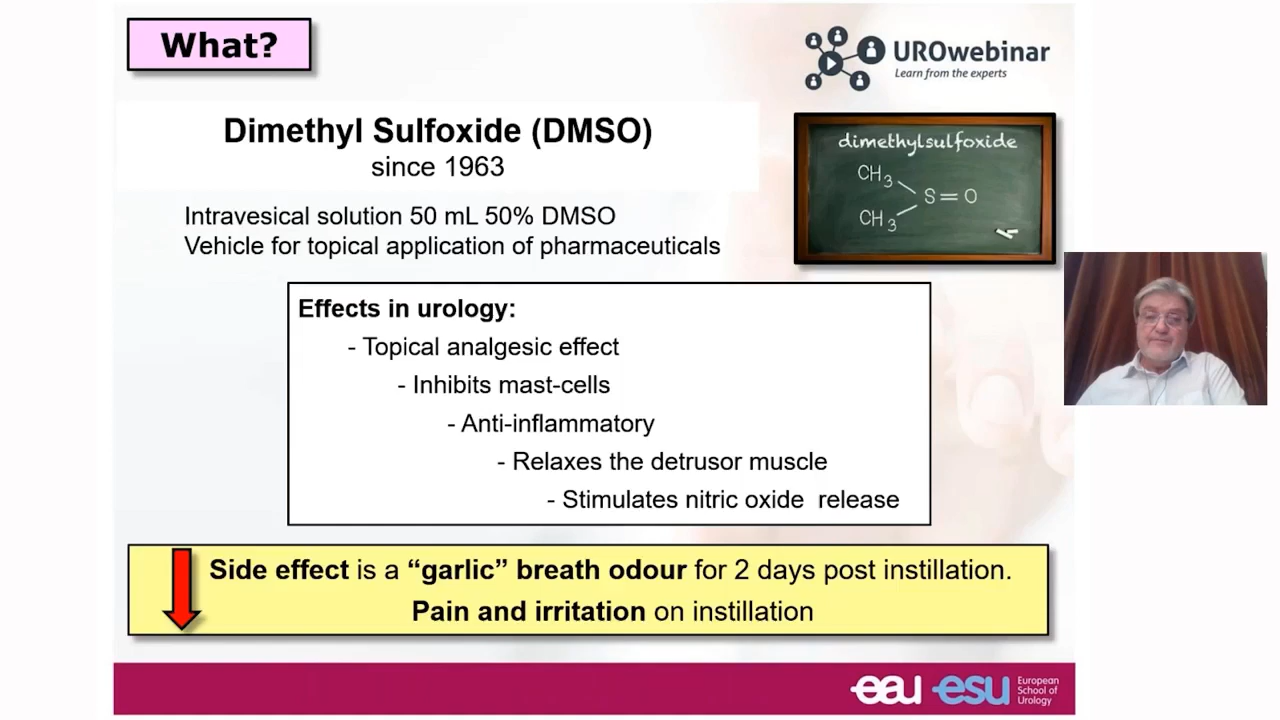 What?
UROwebinar
Learn from the experts
Dimethyl Sulfoxide (DMSO)
since 1963
dimethylsulfoxide
CH3
S=O
CH3
Intravesical solution 50 mL 50% DMSO
Vehicle for topical application of pharmaceuticals
Effects in urology:
- Topical analgesic effect
- Inhibits mast-cells
- Anti-inflammatory
- Relaxes the detrusor muscle
- Stimulates nitric oxide release
Side effect is a “garlic” breath odour for 2 days post instillation.
Pain and irritation on instillation
eau esu European
School of
Urology